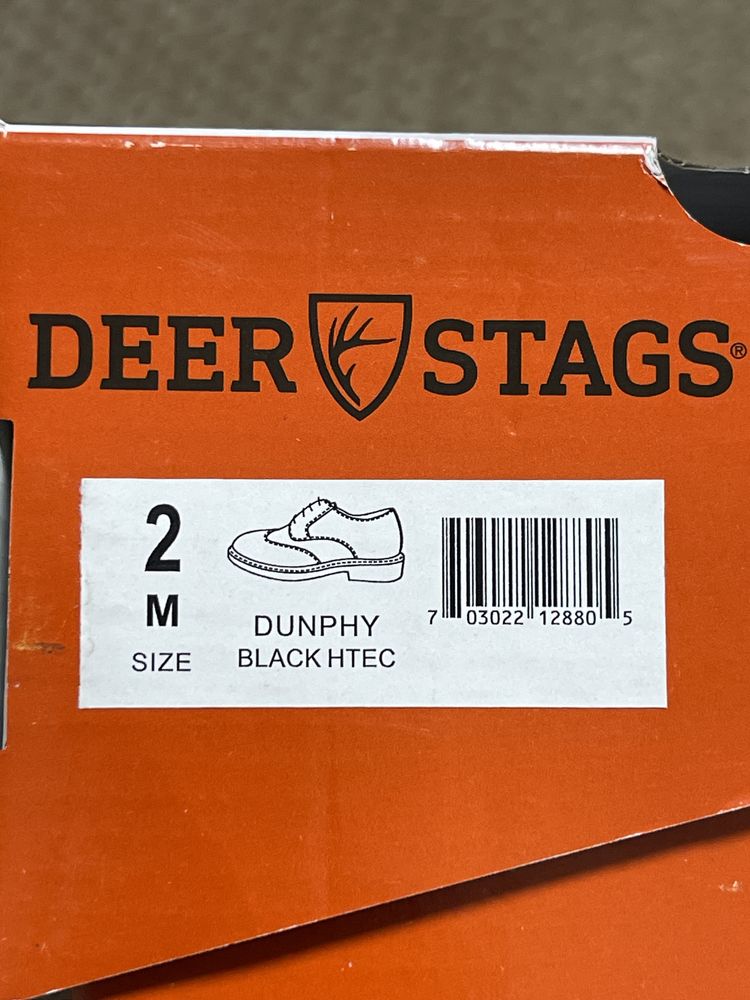 DEER STAGS®
2
M
SIZE
DUNPHY
BLACK HTEC
7 03022 12880 5